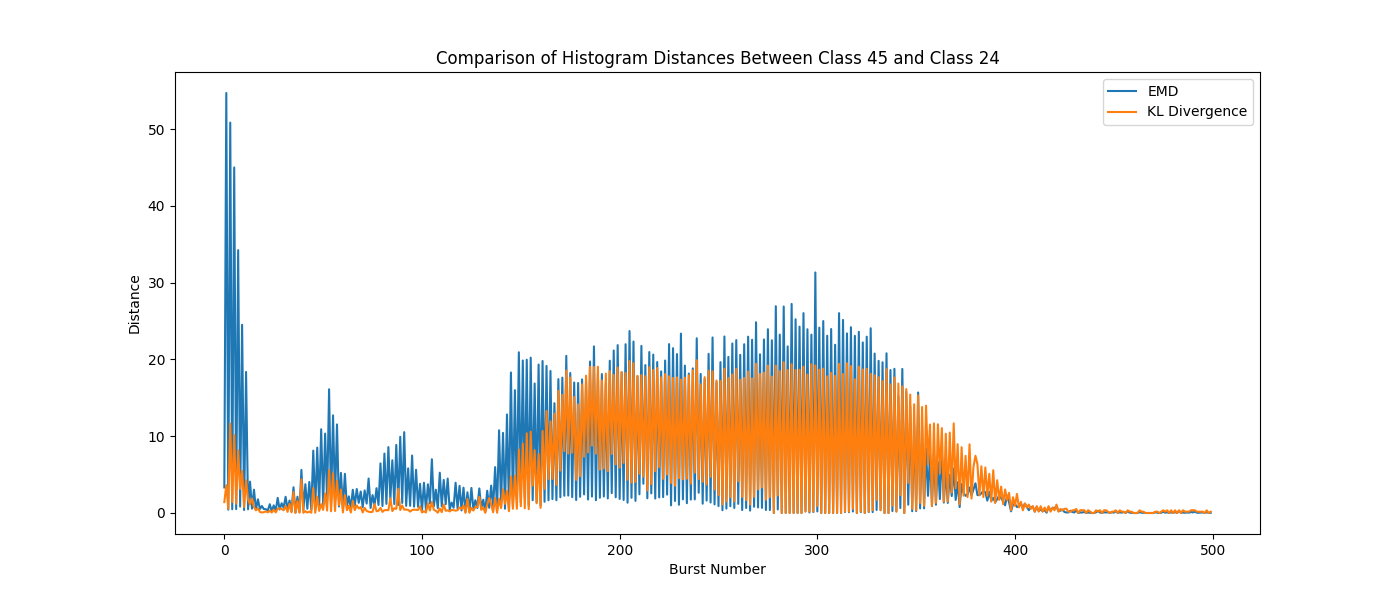 Comparison of Histogram Distances Between Class 45 and Class 24
EMD
KL Divergence
Distance
50
40
30
20
10
0
0 100 200 300 400 500
Burst Number